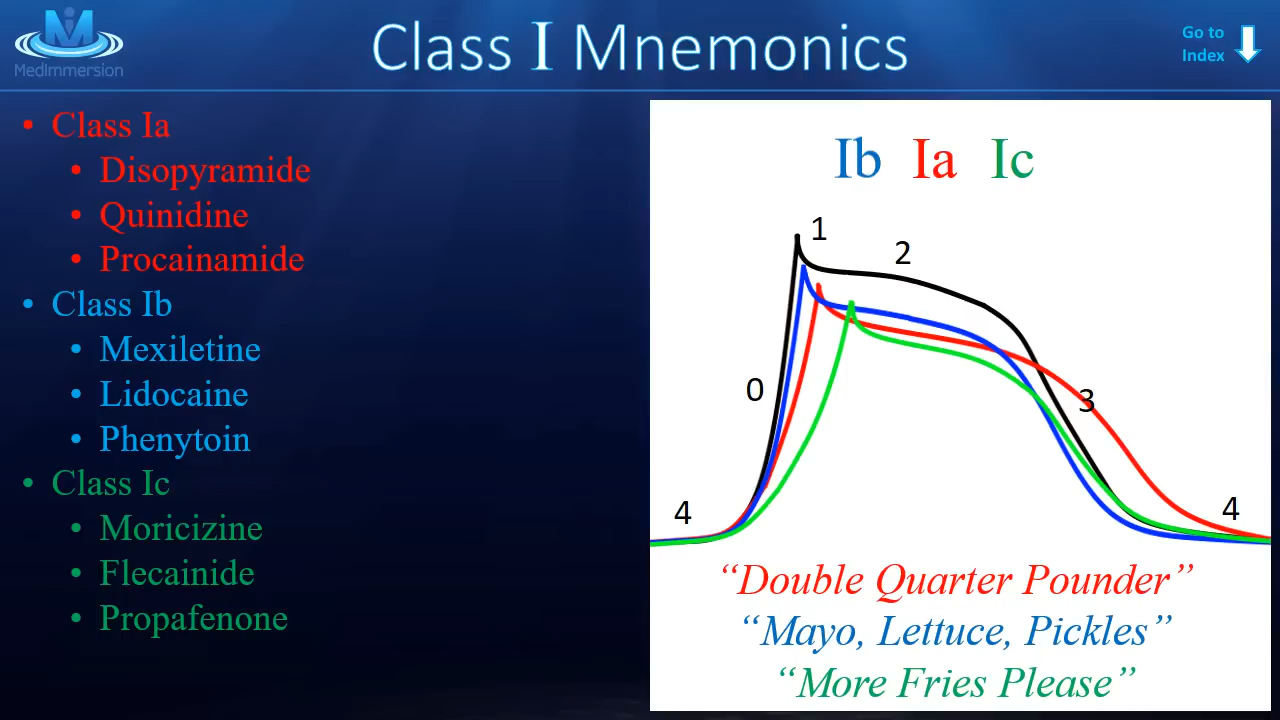 MedImmersion
Class I Mnemonics
Go to
Index
• Class Ia
• Disopyramide
• Quinidine
• Procainamide
• Class Ib
• Mexiletine
• Lidocaine
• Phenytoin
• Class Ic
• Moricizine
• Flecainide
• Propafenone
Ib Ia Ic
1
2
0
3
4
4
“Double Quarter Pounder”
“Mayo, Lettuce, Pickles”
“More Fries Please”